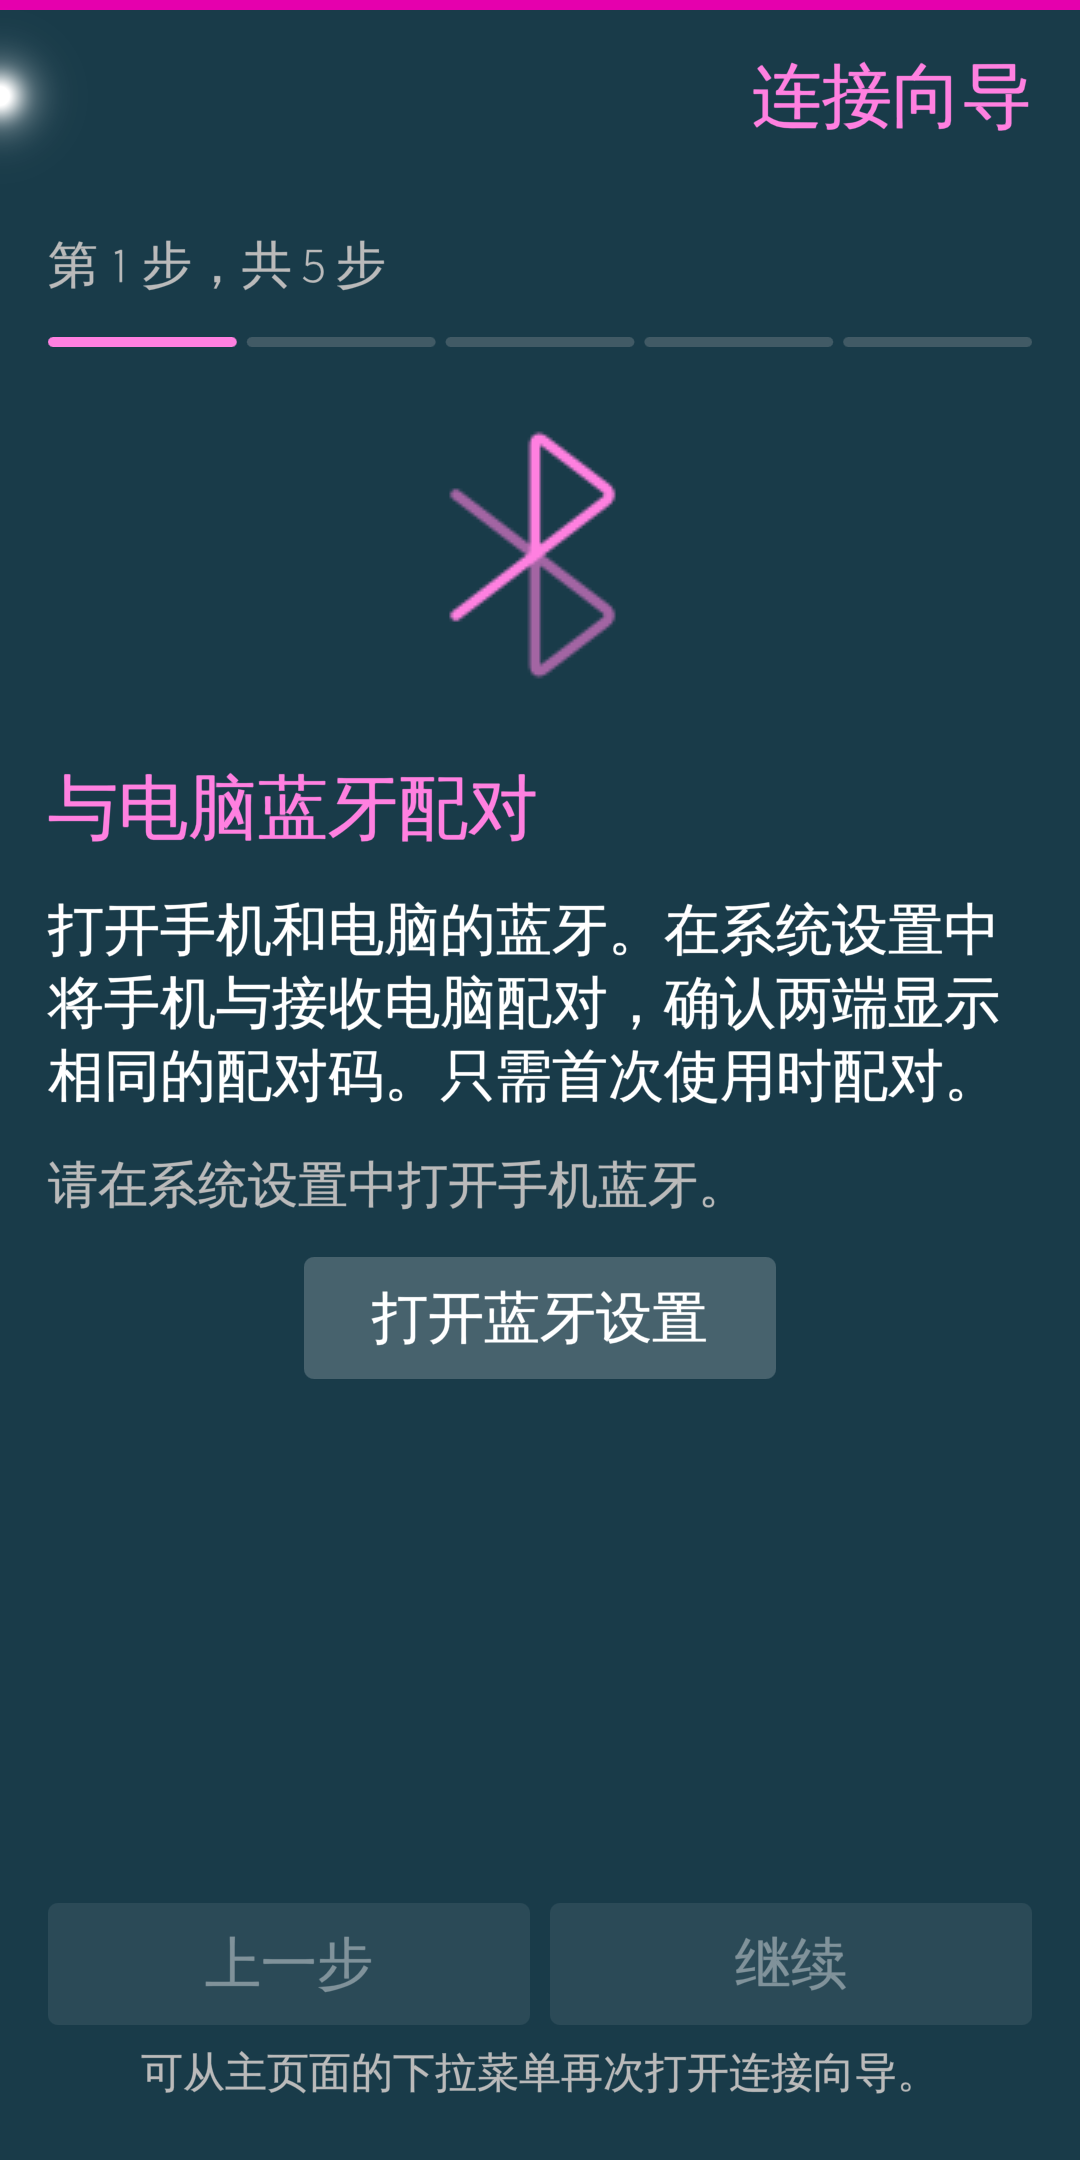 连接向导
第 1 步，共 5 步
与电脑蓝牙配对
打开手机和电脑的蓝牙。在系统设置中
将手机与接收电脑配对，确认两端显示
相同的配对码。只需首次使用时配对。
请在系统设置中打开手机蓝牙。
打开蓝牙设置
上一步
继续
可从主页面的下拉菜单再次打开连接向导。